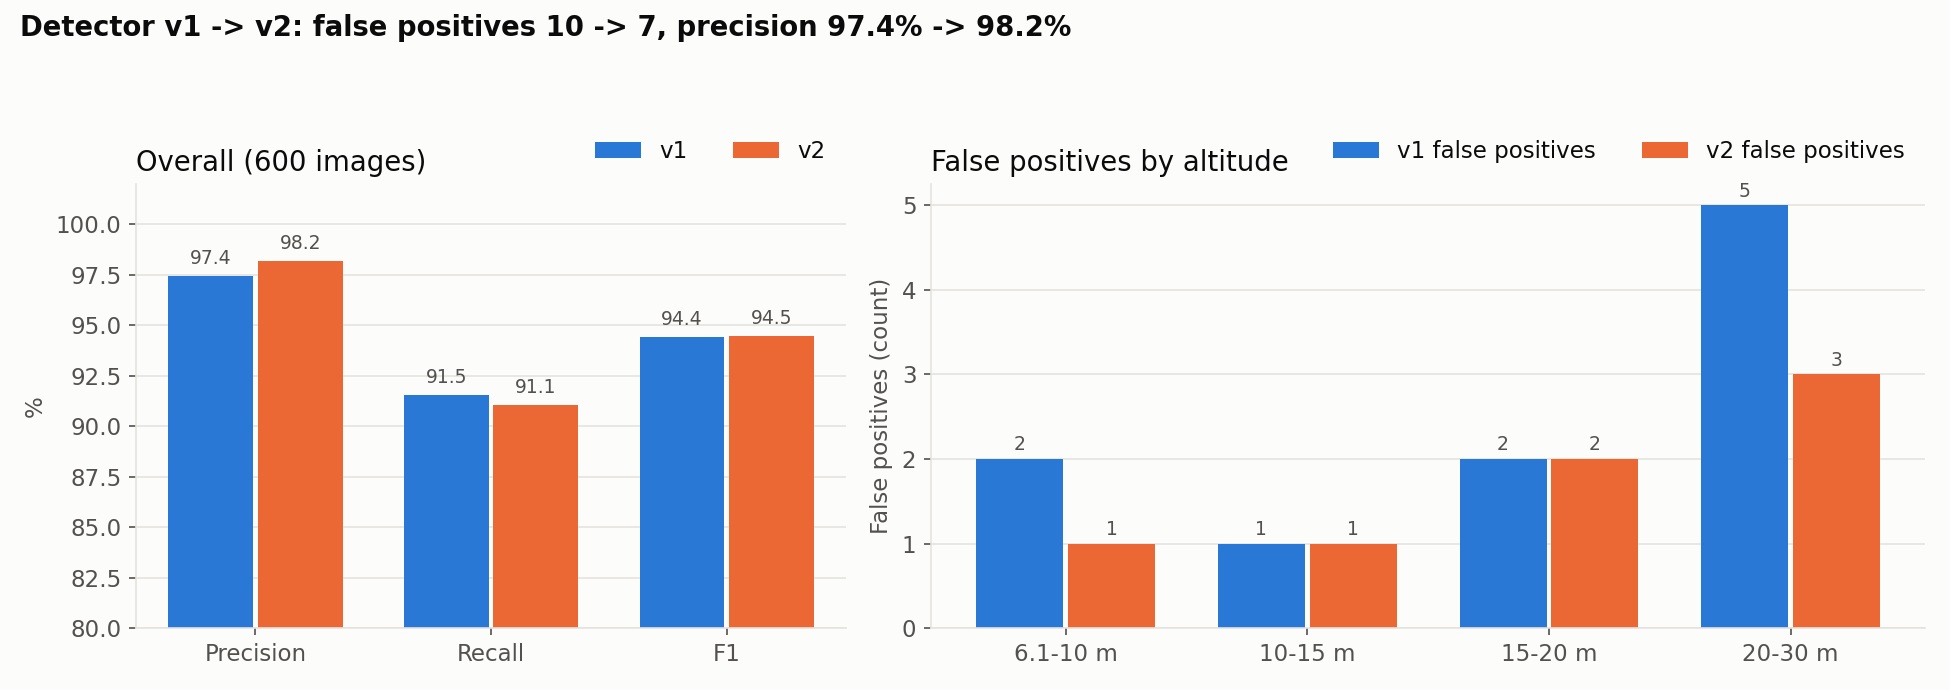 Detector v1 -> v2: false positives 10 -> 7, precision 97.4% -> 98.2%
Overall (600 images)
v1
v2
%
100.0
97.5
95.0
92.5
90.0
87.5
85.0
82.5
80.0
97.4
98.2
91.5
91.1
94.4
94.5
Precision
Recall
F1
False positives by altitude
v1 false positives
v2 false positives
False positives (count)
5
4
3
2
1
0
2
1
1
1
2
2
5
3
6.1-10 m
10-15 m
15-20 m
20-30 m